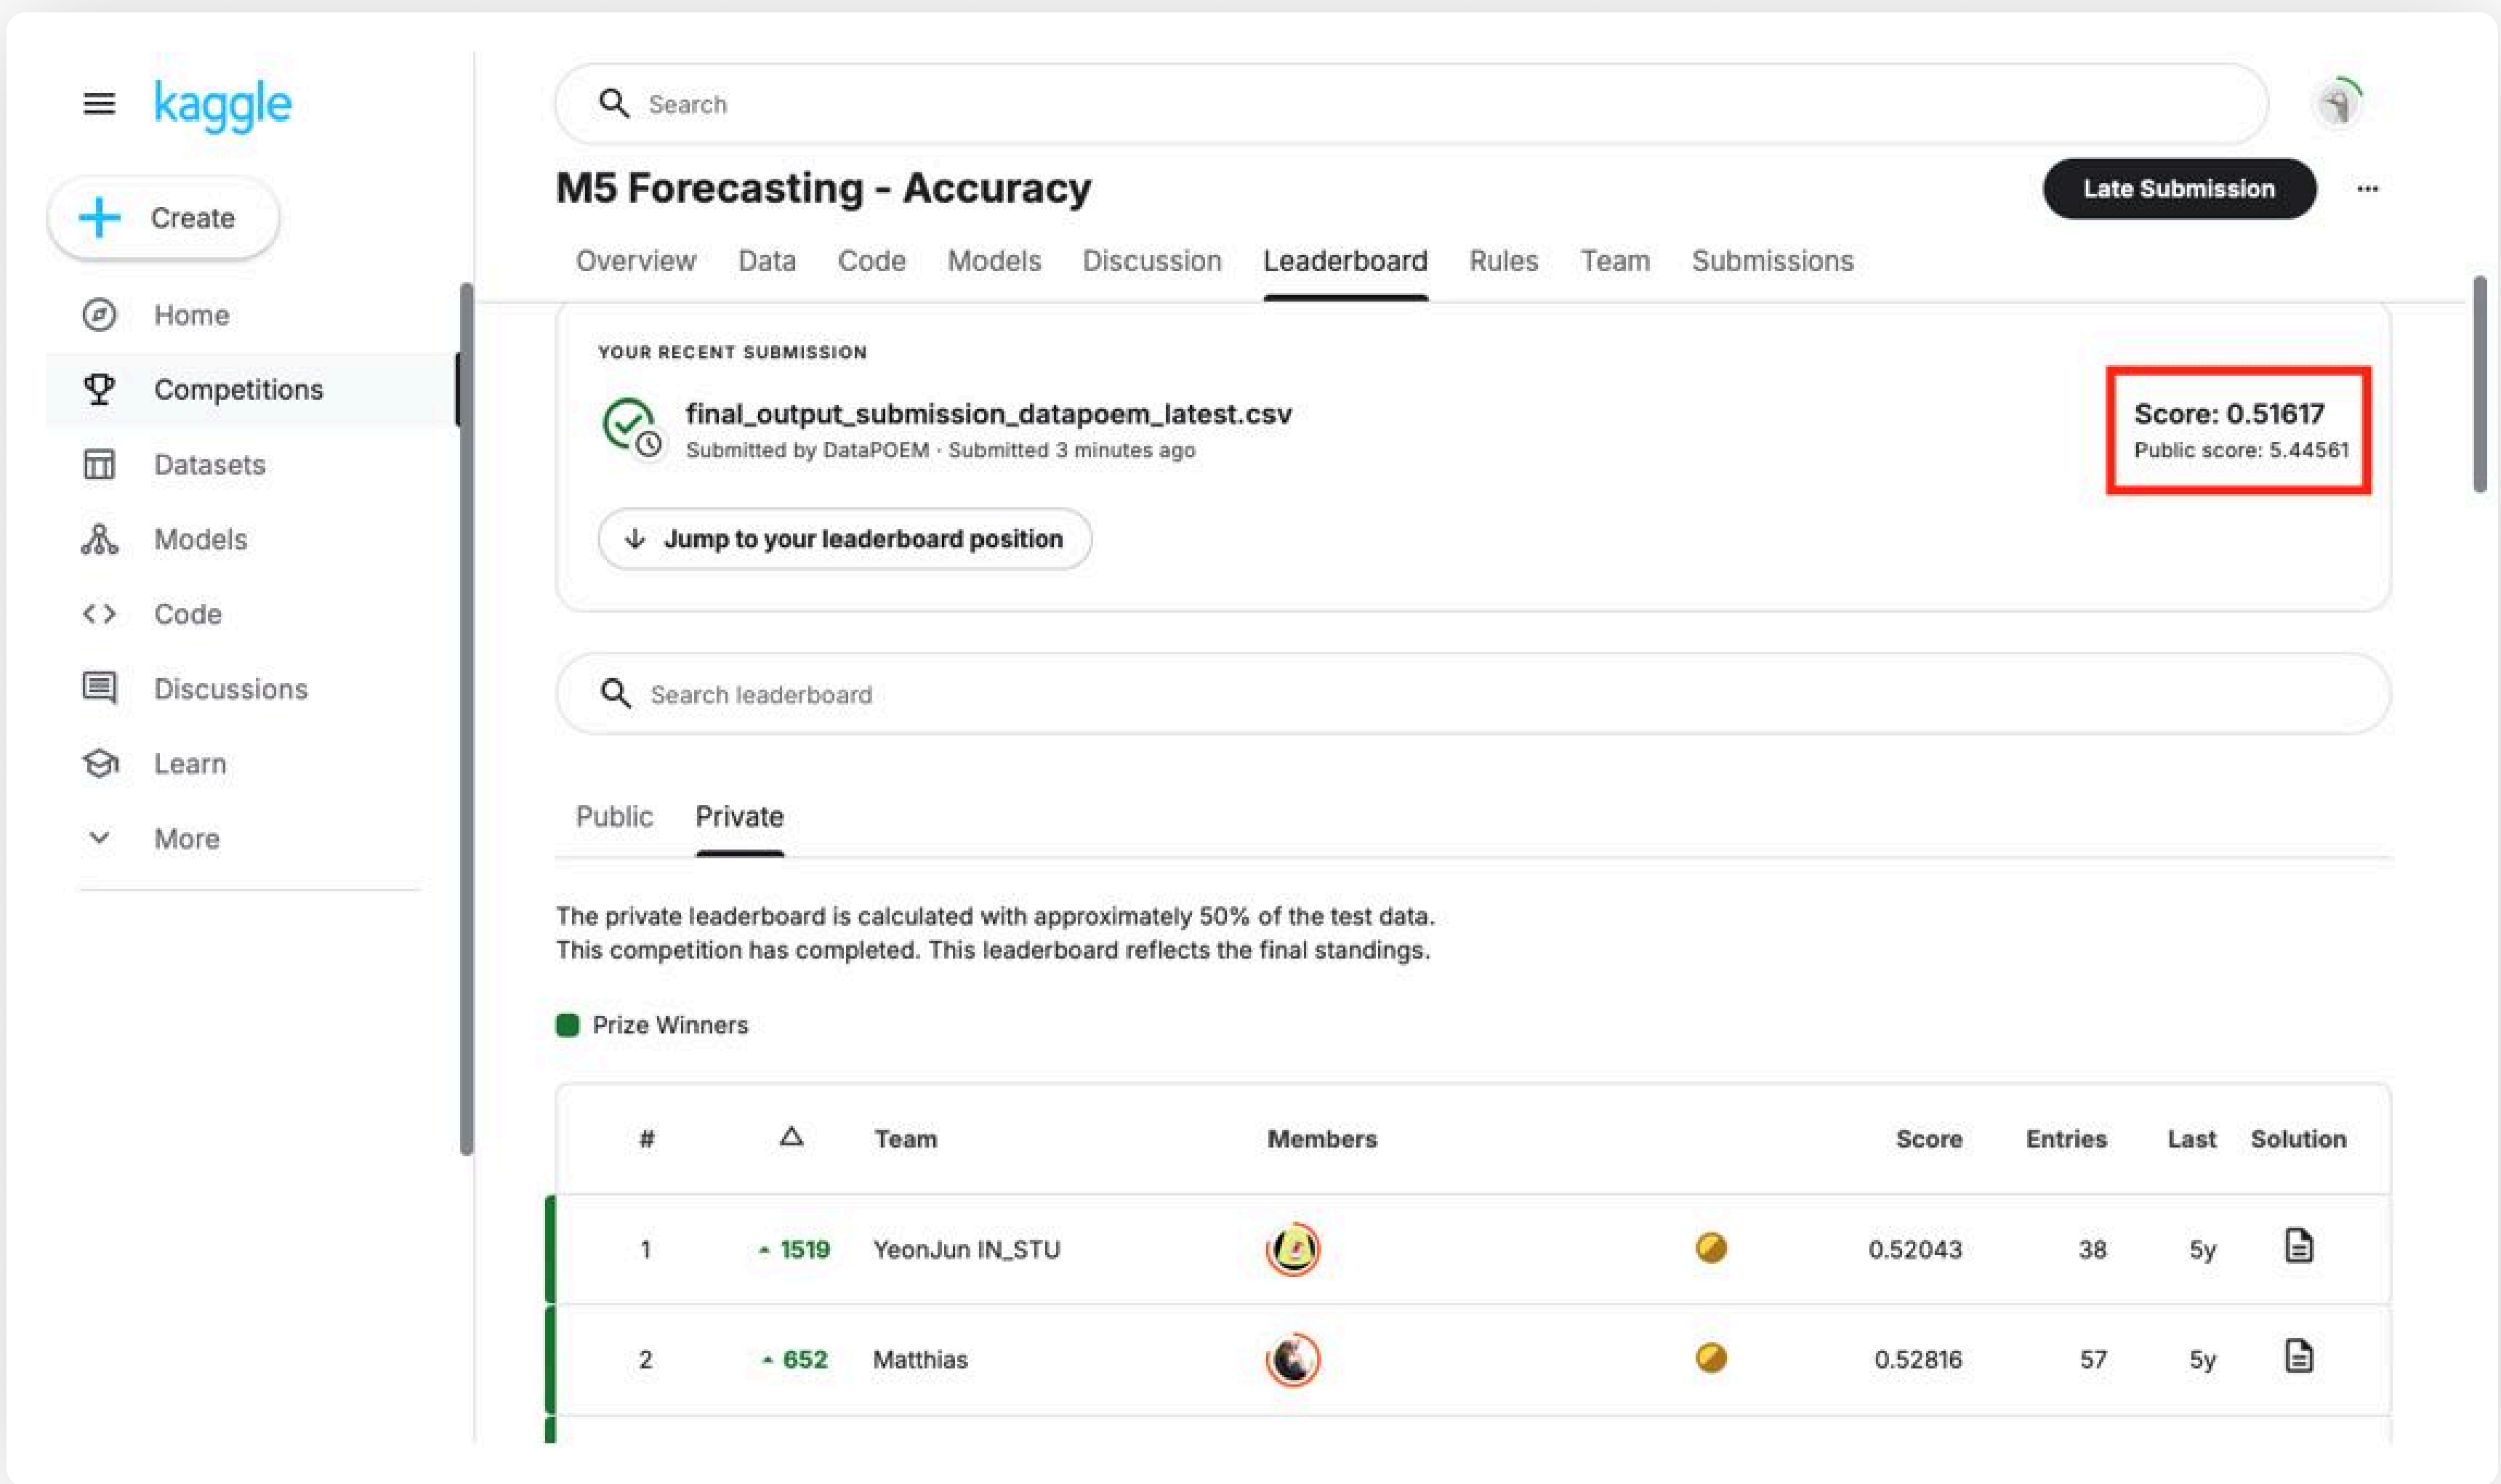 kaggle
Create
Home
Competitions
Datasets
Models
Code
Discussions
Learn
More
Search
M5 Forecasting - Accuracy
Late Submission
Overview Data Code Models Discussion Leaderboard Rules Team Submissions
YOUR RECENT SUBMISSION
final_output_submission_datapoem_latest.csv
Submitted by DataPOEM · Submitted 3 minutes ago
Score: 0.51617
Public score: 5.44561
Jump to your leaderboard position
Search leaderboard
Public Private
The private leaderboard is calculated with approximately 50% of the test data.
This competition has completed. This leaderboard reflects the final standings.
Prize Winners
# △ Team Members Score Entries Last Solution
1 1519 YeonJun IN_STU 0.52043 38 5y
2 652 Matthias 0.52816 57 5y